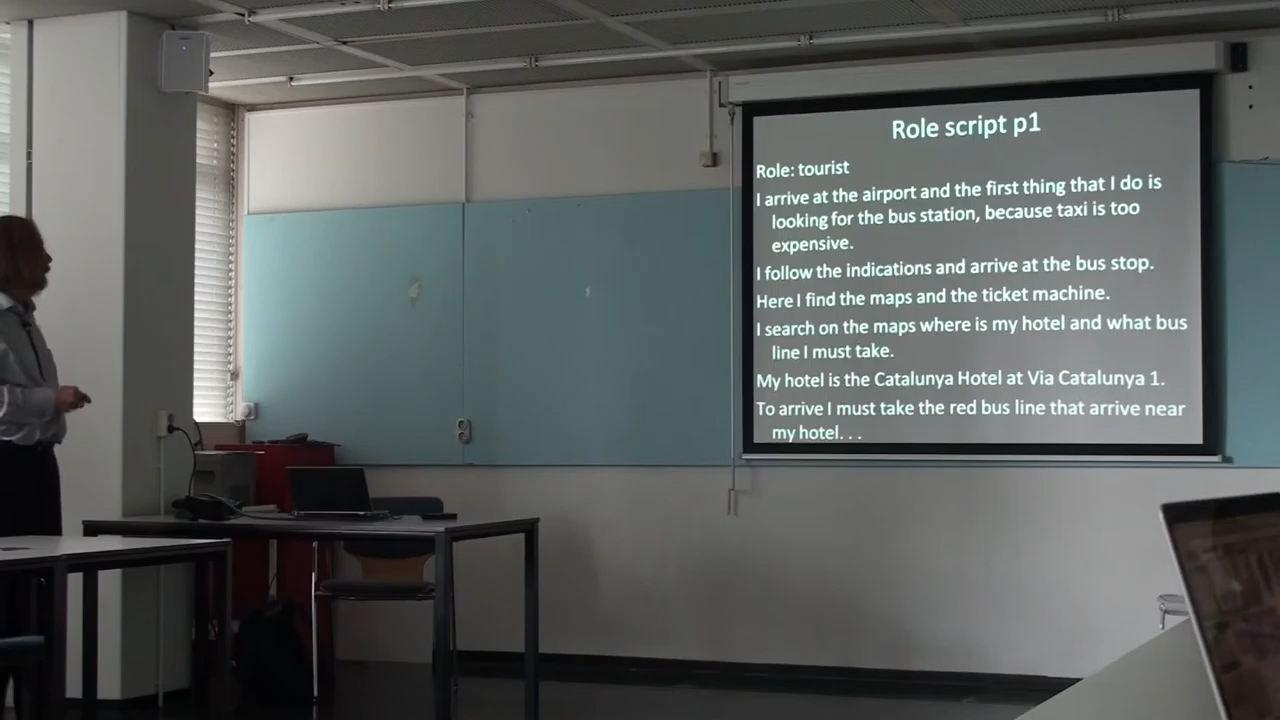 Role script p1
Role: tourist
I arrive at the airport and the first thing that I do is
looking for the bus station, because taxi is too
expensive.
I follow the indications and arrive at the bus stop.
Here I find the maps and the ticket machine.
I search on the maps where is my hotel and what bus
line I must take.
My hotel is the Catalunya Hotel at Via Catalunya 1.
To arrive I must take the red bus line that arrive near
my hotel. . .